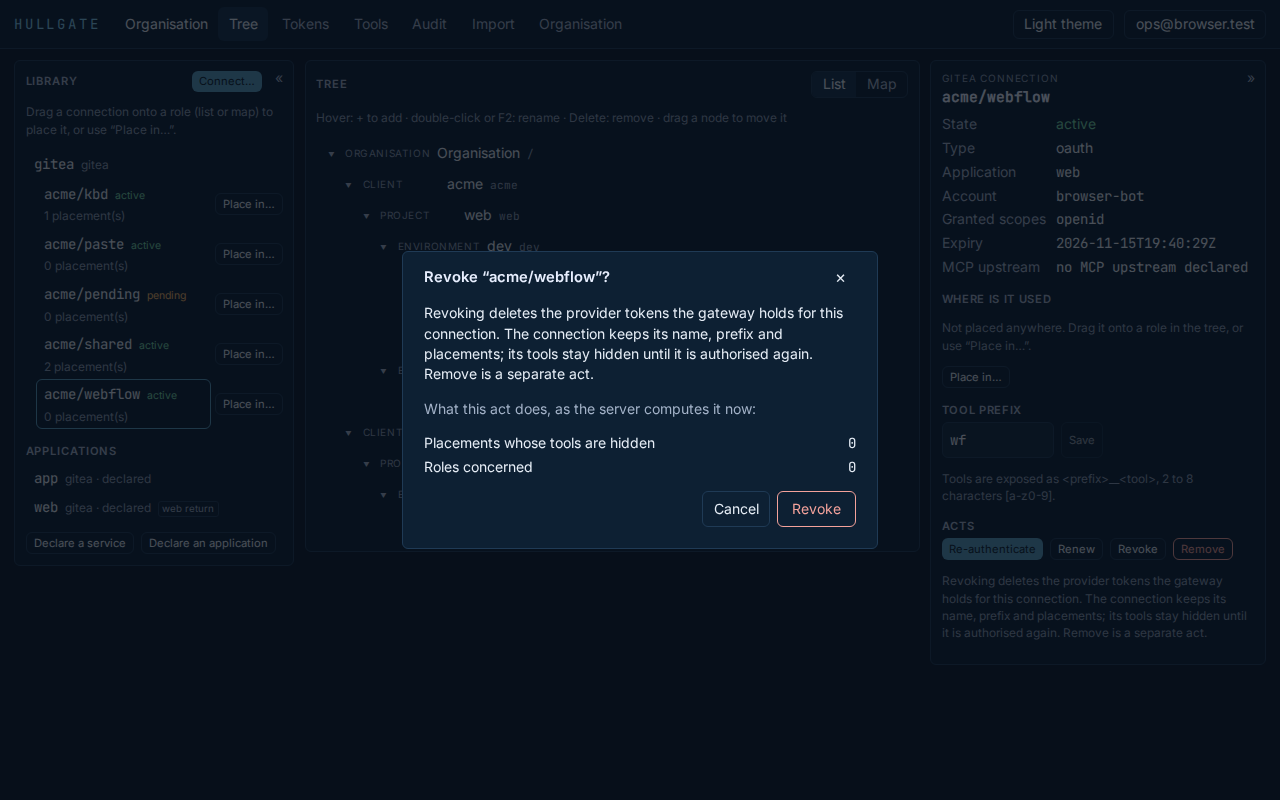 HULLGATE Organisation Tree Tokens Tools Audit Import Organisation Light theme ops@browser.test
LIBRARY Connect… «
Drag a connection onto a role (list or map) to
place it, or use “Place in…”.
gitea gitea
acme/kbd active
1 placement(s)
Place in…
acme/paste active
0 placement(s)
Place in…
acme/pending pending
0 placement(s)
Place in…
acme/shared active
2 placement(s)
Place in…
acme/webflow active
0 placement(s)
Place in…
APPLICATIONS
app gitea · declared
web gitea · declared web return
Declare a service Declare an application
TREE List Map
Hover: + to add · double-click or F2: rename · Delete: remove · drag a node to move it
ORGANISATION Organisation /
CLIENT acme acme
PROJECT web web
ENVIRONMENT dev dev
Revoke “acme/webflow”? ×
Revoking deletes the provider tokens the gateway holds for this
connection. The connection keeps its name, prefix and
placements; its tools stay hidden until it is authorised again.
Remove is a separate act.
What this act does, as the server computes it now:
Placements whose tools are hidden 0
Roles concerned 0
Cancel Revoke
CLIENT
GITEA CONNECTION »
acme/webflow
State active
Type oauth
Application web
Account browser-bot
Granted scopes openid
Expiry 2026-11-15T19:40:29Z
MCP upstream no MCP upstream declared
WHERE IS IT USED
Not placed anywhere. Drag it onto a role in the tree, or
use “Place in…”.
Place in…
TOOL PREFIX
wf Save
Tools are exposed as <prefix>__<tool>, 2 to 8
characters [a-z0-9].
ACTS
Re-authenticate Renew Revoke Remove
Revoking deletes the provider tokens the gateway
holds for this connection. The connection keeps its
name, prefix and placements; its tools stay hidden until
it is authorised again. Remove is a separate act.